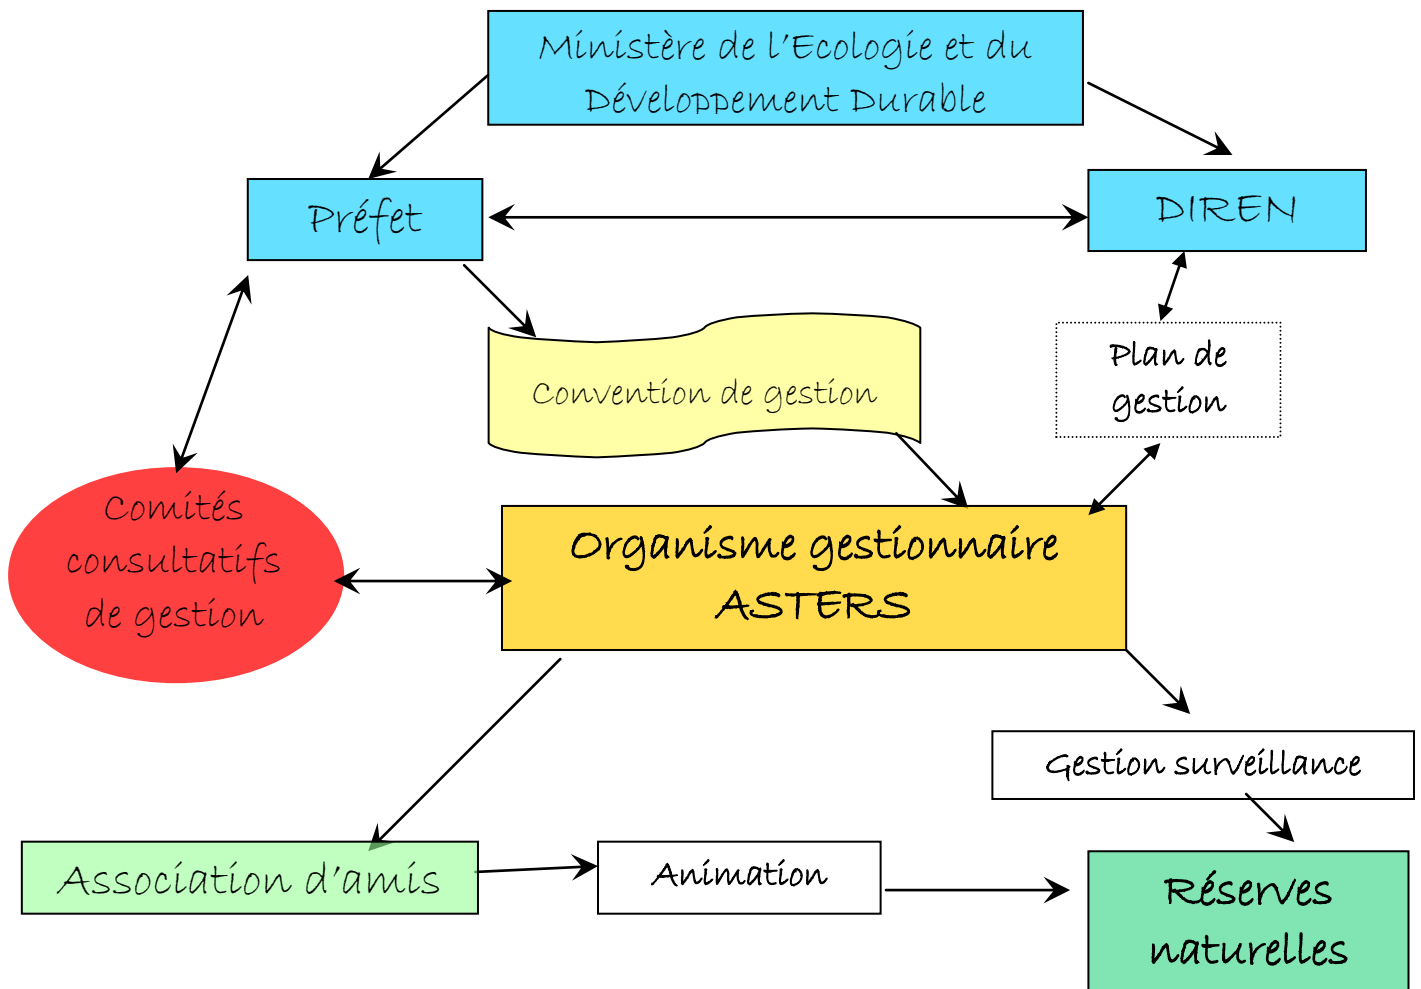 Ministère de l'Ecologie et du
Développement Durable
Préfet
DIREN
Convention de gestion
Plan de
gestion
Comités
consultatifs
de gestion
Organisme gestionnaire
ASTERS
Gestion surveillance
Association d'amis
Animation
Réserves
naturelles